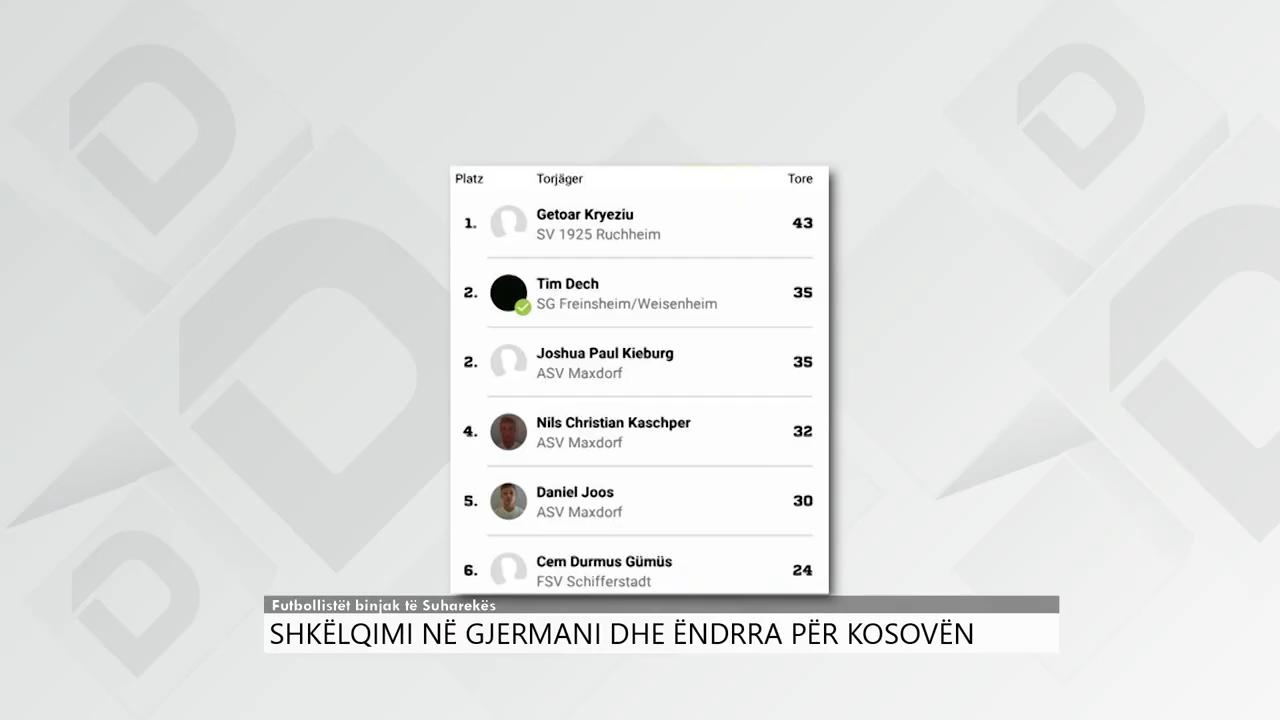 Platz Torjäger Tore
1. Getoar Kryeziu 43
SV 1925 Ruchheim
2. Tim Dech 35
SG Freinsheim/Weisenheim
2. Joshua Paul Kieburg 35
ASV Maxdorf
4. Nils Christian Kaschper 32
ASV Maxdorf
5. Daniel Joos 30
ASV Maxdorf
6. Cem Durmus Gümüs 24
FSV Schifferstadt
Futbollistët binjak të Suharekës
SHKËLQIMI NË GJERMANI DHE ËNDRRA PËR KOSOVËN